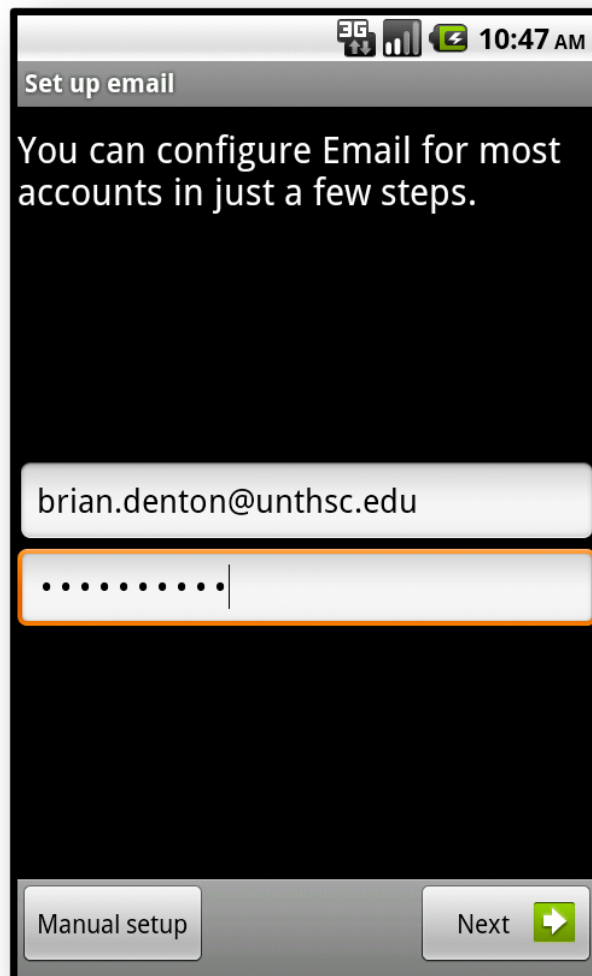 3G 10:47 AM
Set up email
You can configure Email for most
accounts in just a few steps.
brian.denton@unthsc.edu
••••••••••
Manual setup
Next